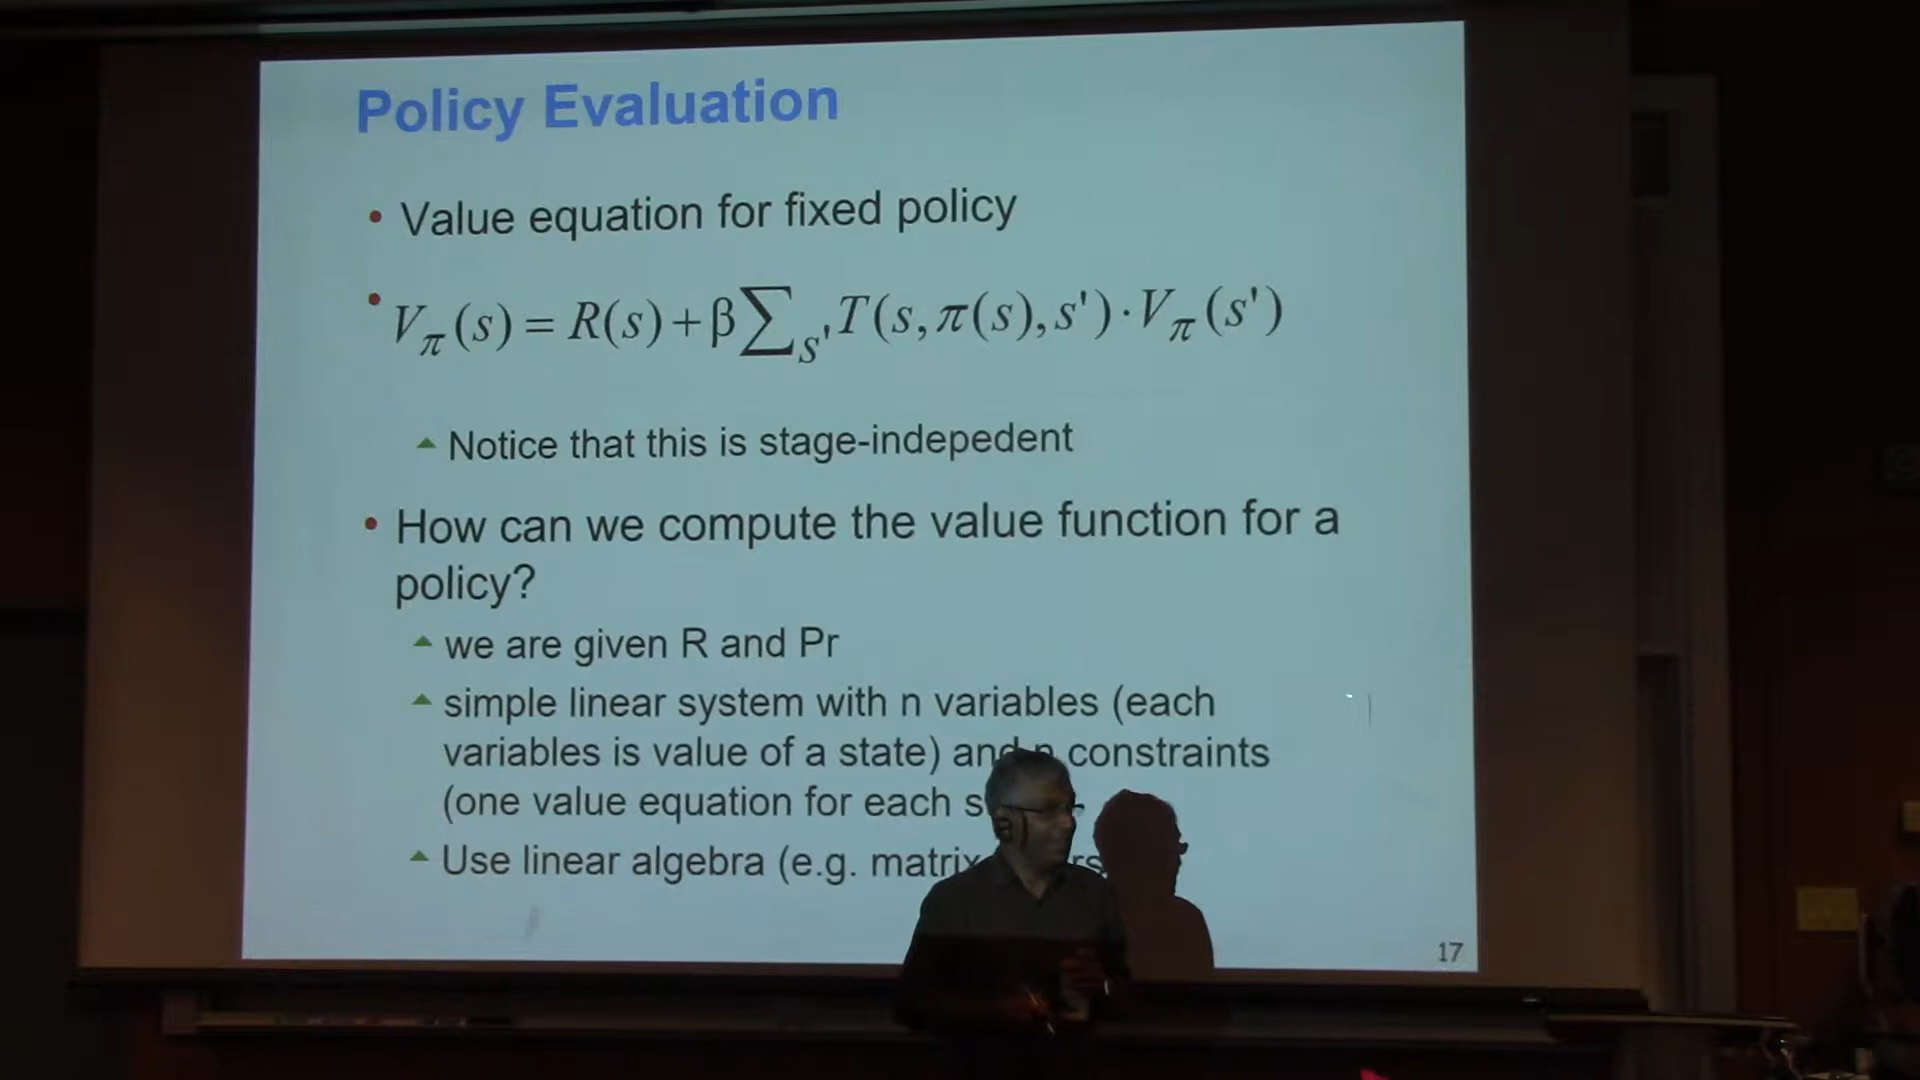 Policy Evaluation
• Value equation for fixed policy
• V_π(s) = R(s) + β∑_S' T(s, π(s), s') · V_π(s')
Notice that this is stage-indepedent
• How can we compute the value function for a
policy?
we are given R and Pr
simple linear system with n variables (each
variables is value of a state) and n constraints
(one value equation for each
Use linear algebra (e.g. matrix
17